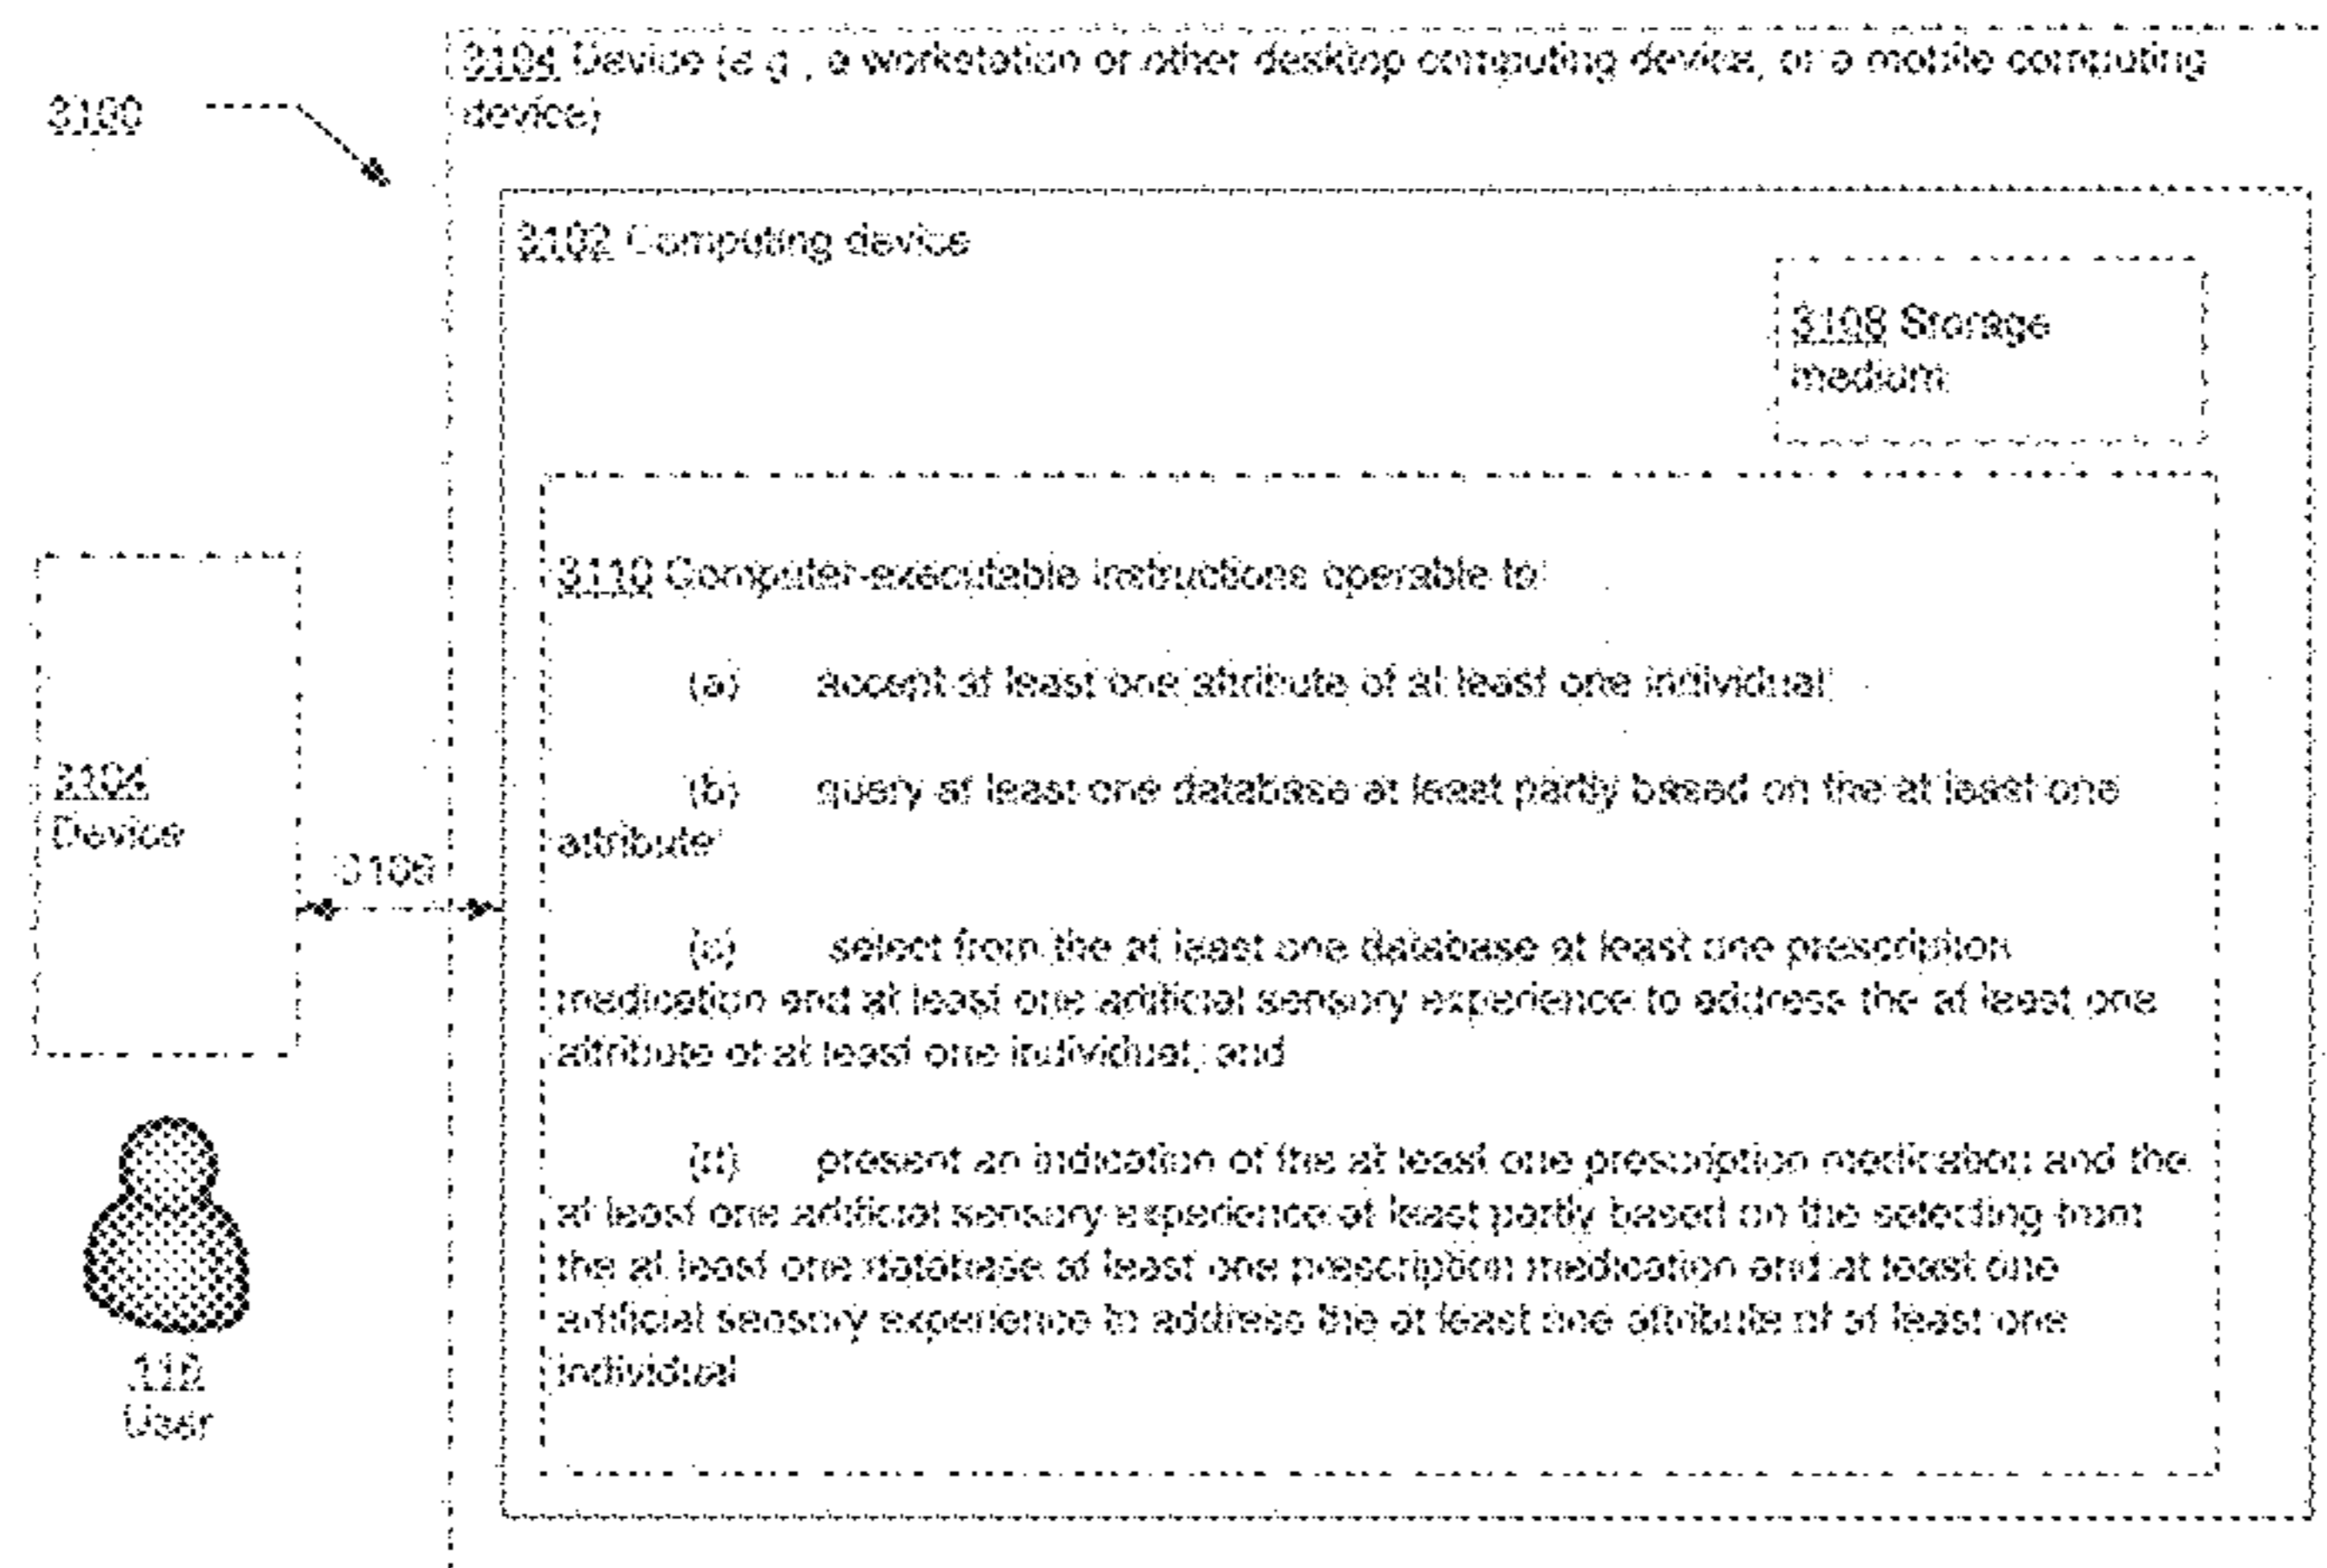 3100
3104 Device (e.g., a workstation or other desktop computing device, or a mobile computing
device)
3102 Computing device
3108 Storage
medium
3110 Computer-executable instructions operable to:
(a) accept at least one attribute of at least one individual;
(b) query at least one database at least partly based on the at least one
attribute;
(c) select from the at least one database at least one prescription
medication and at least one artificial sensory experience to address the at least one
attribute of at least one individual; and
(d) present an indication of the at least one prescription medication and the
at least one artificial sensory experience at least partly based on the selecting from
the at least one database at least one prescription medication and at least one
artificial sensory experience to address the at least one attribute of at least one
individual
3104
Device
3106
User